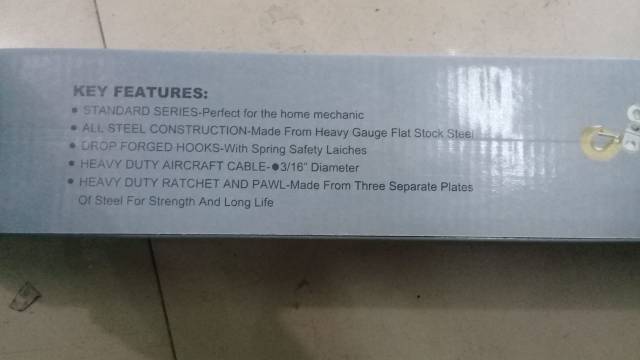 KEY FEATURES:
• STANDARD SERIES-Perfect for the home mechanic
• ALL STEEL CONSTRUCTION-Made From Heavy Gauge Flat Stock Steel
• DROP FORGED HOOKS-With Spring Safety Laiches
• HEAVY DUTY AIRCRAFT CABLE-●3/16" Diameter
• HEAVY DUTY RATCHET AND PAWL-Made From Three Separate Plates
Of Steel For Strength And Long Life